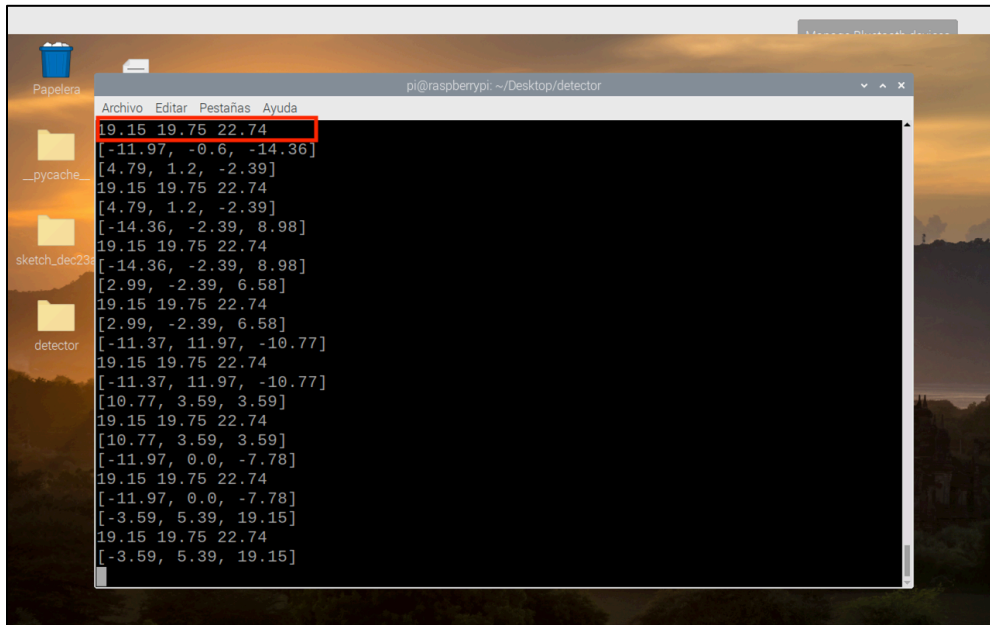 Manage Bluetooth devices
Papelera
__pycache__
sketch_dec23a
detector
pi@raspberrypi: ~/Desktop/detector
Archivo Editar Pestañas Ayuda
19.15 19.75 22.74
[-11.97, -0.6, -14.36]
[4.79, 1.2, -2.39]
19.15 19.75 22.74
[4.79, 1.2, -2.39]
[-14.36, -2.39, 8.98]
19.15 19.75 22.74
[-14.36, -2.39, 8.98]
[2.99, -2.39, 6.58]
19.15 19.75 22.74
[2.99, -2.39, 6.58]
[-11.37, 11.97, -10.77]
19.15 19.75 22.74
[-11.37, 11.97, -10.77]
[10.77, 3.59, 3.59]
19.15 19.75 22.74
[10.77, 3.59, 3.59]
[-11.97, 0.0, -7.78]
19.15 19.75 22.74
[-11.97, 0.0, -7.78]
[-3.59, 5.39, 19.15]
19.15 19.75 22.74
[-3.59, 5.39, 19.15]